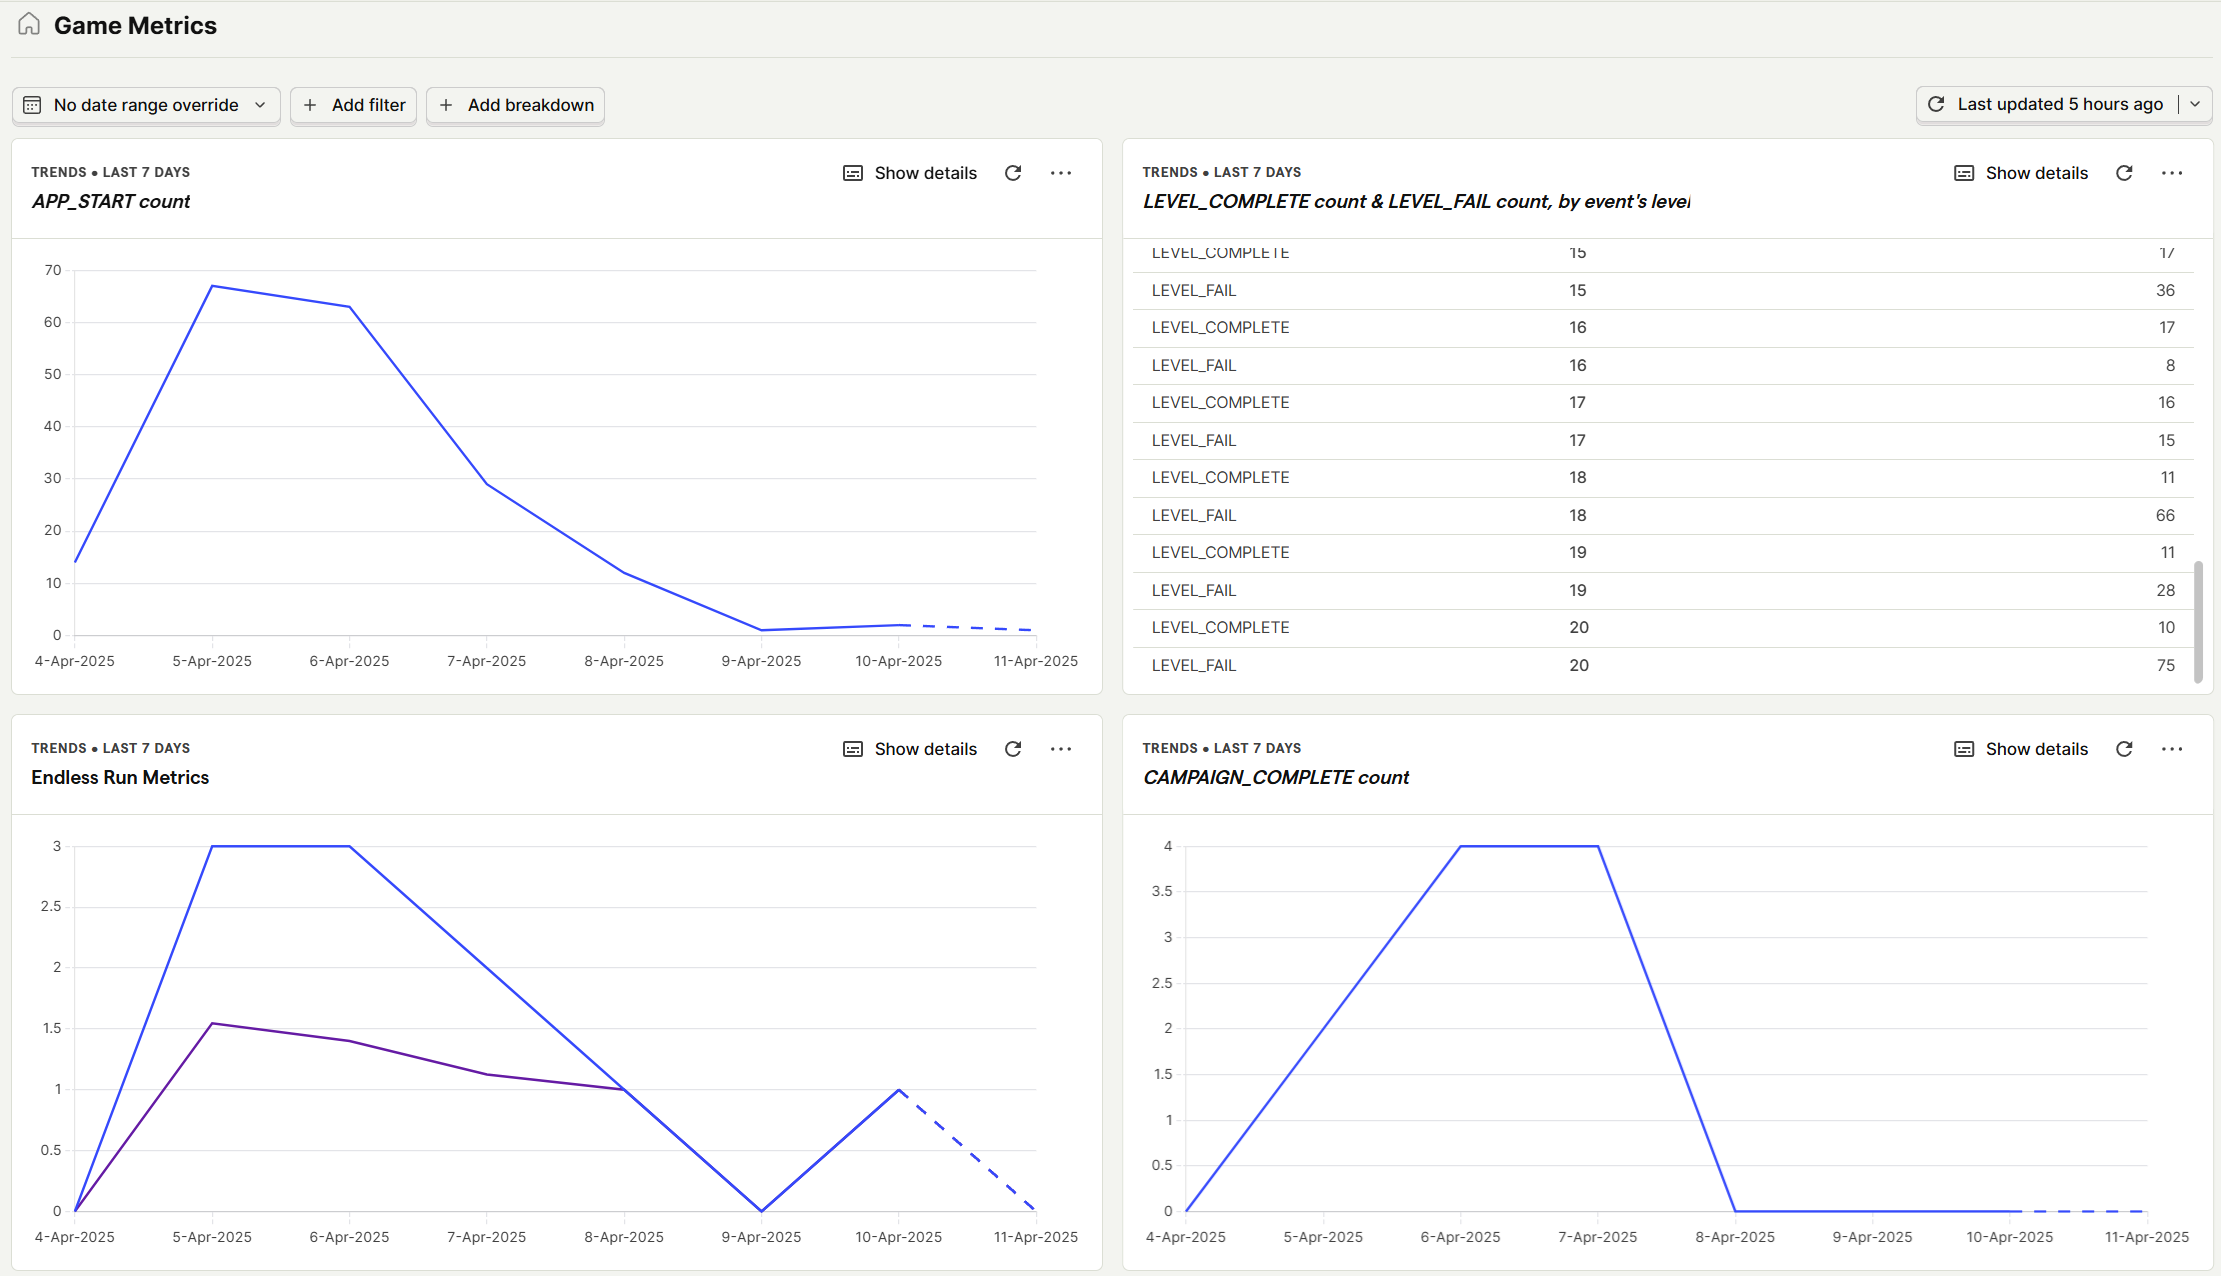 Game Metrics
No date range override
Add filter
Add breakdown
Last updated 5 hours ago
TRENDS • LAST 7 DAYS
Show details
APP_START count
70
60
50
40
30
20
10
0
4-Apr-2025 5-Apr-2025 6-Apr-2025 7-Apr-2025 8-Apr-2025 9-Apr-2025 10-Apr-2025 11-Apr-2025
TRENDS • LAST 7 DAYS
Show details
LEVEL_COMPLETE count & LEVEL_FAIL count, by event's level
LEVEL_COMPLETE 15 17
LEVEL_FAIL 15 36
LEVEL_COMPLETE 16 17
LEVEL_FAIL 16 8
LEVEL_COMPLETE 17 16
LEVEL_FAIL 17 15
LEVEL_COMPLETE 18 11
LEVEL_FAIL 18 66
LEVEL_COMPLETE 19 11
LEVEL_FAIL 19 28
LEVEL_COMPLETE 20 10
LEVEL_FAIL 20 75
TRENDS • LAST 7 DAYS
Show details
Endless Run Metrics
3
2.5
2
1.5
1
0.5
0
4-Apr-2025 5-Apr-2025 6-Apr-2025 7-Apr-2025 8-Apr-2025 9-Apr-2025 10-Apr-2025 11-Apr-2025
TRENDS • LAST 7 DAYS
Show details
CAMPAIGN_COMPLETE count
4
3.5
3
2.5
2
1.5
1
0.5
0
4-Apr-2025 5-Apr-2025 6-Apr-2025 7-Apr-2025 8-Apr-2025 9-Apr-2025 10-Apr-2025 11-Apr-2025